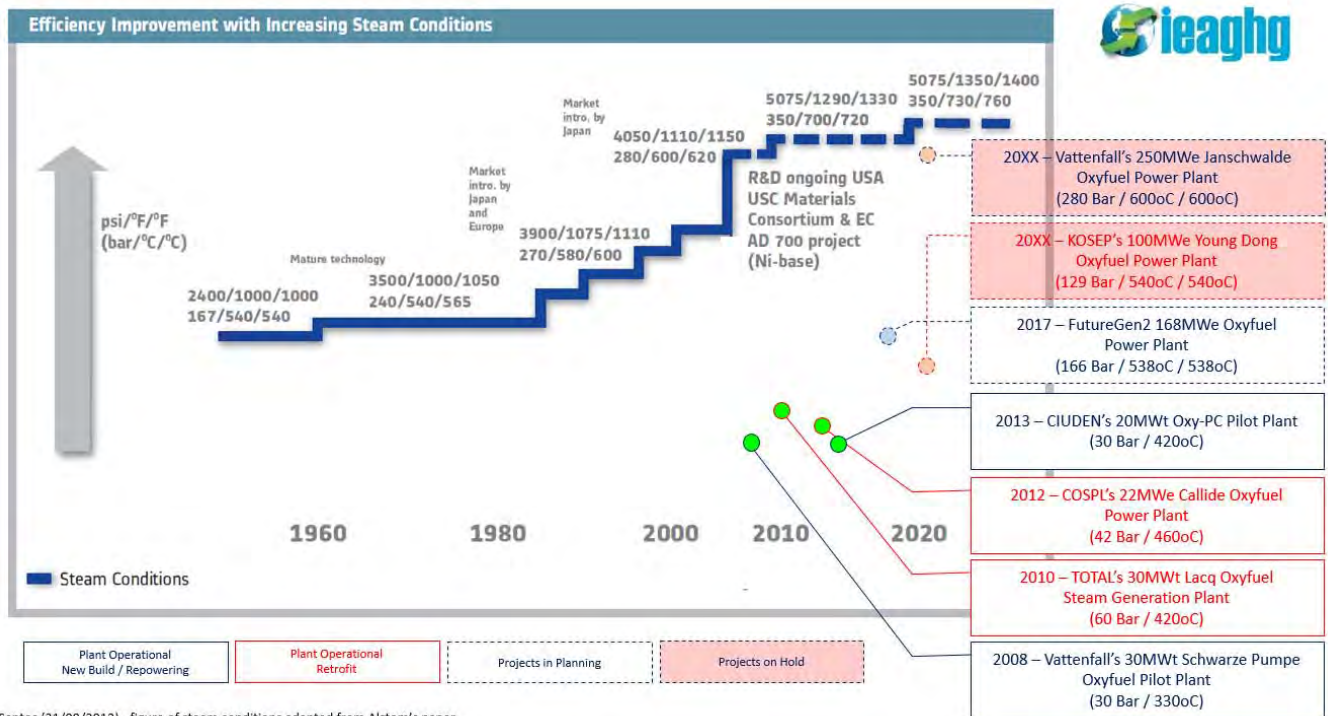 Efficiency Improvement with Increasing Steam Conditions
ieaghg
psi/°F/°F
(bar/°C/°C)
2400/1000/1000
167/540/540
Mature technology
3500/1000/1050
240/540/565
Market
intro. by
Japan
and
Europe
3900/1075/1110
270/580/600
Market
intro. by
Japan
4050/1110/1150
280/600/620
5075/1290/1330
350/700/720
5075/1350/1400
350/730/760
R&D ongoing USA
USC Materials
Consortium & EC
AD 700 project
(Ni-base)
20XX – Vattenfall's 250MWe Janschwalde
Oxyfuel Power Plant
(280 Bar / 600oC / 600oC)
20XX – KOSEP's 100MWe Young Dong
Oxyfuel Power Plant
(129 Bar / 540oC / 540oC)
2017 – FutureGen2 168MWe Oxyfuel
Power Plant
(166 Bar / 538oC / 538oC)
2013 – CIUDEN's 20MWt Oxy-PC Pilot Plant
(30 Bar / 420oC)
2012 – COSPL's 22MWe Callide Oxyfuel
Power Plant
(42 Bar / 460oC)
2010 – TOTAL's 30MWt Lacq Oxyfuel
Steam Generation Plant
(60 Bar / 420oC)
2008 – Vattenfall's 30MWt Schwarze Pumpe
Oxyfuel Pilot Plant
(30 Bar / 330oC)
1960 1980 2000 2010 2020
Steam Conditions
Plant Operational
New Build / Repowering
Plant Operational
Retrofit
Projects in Planning
Projects on Hold